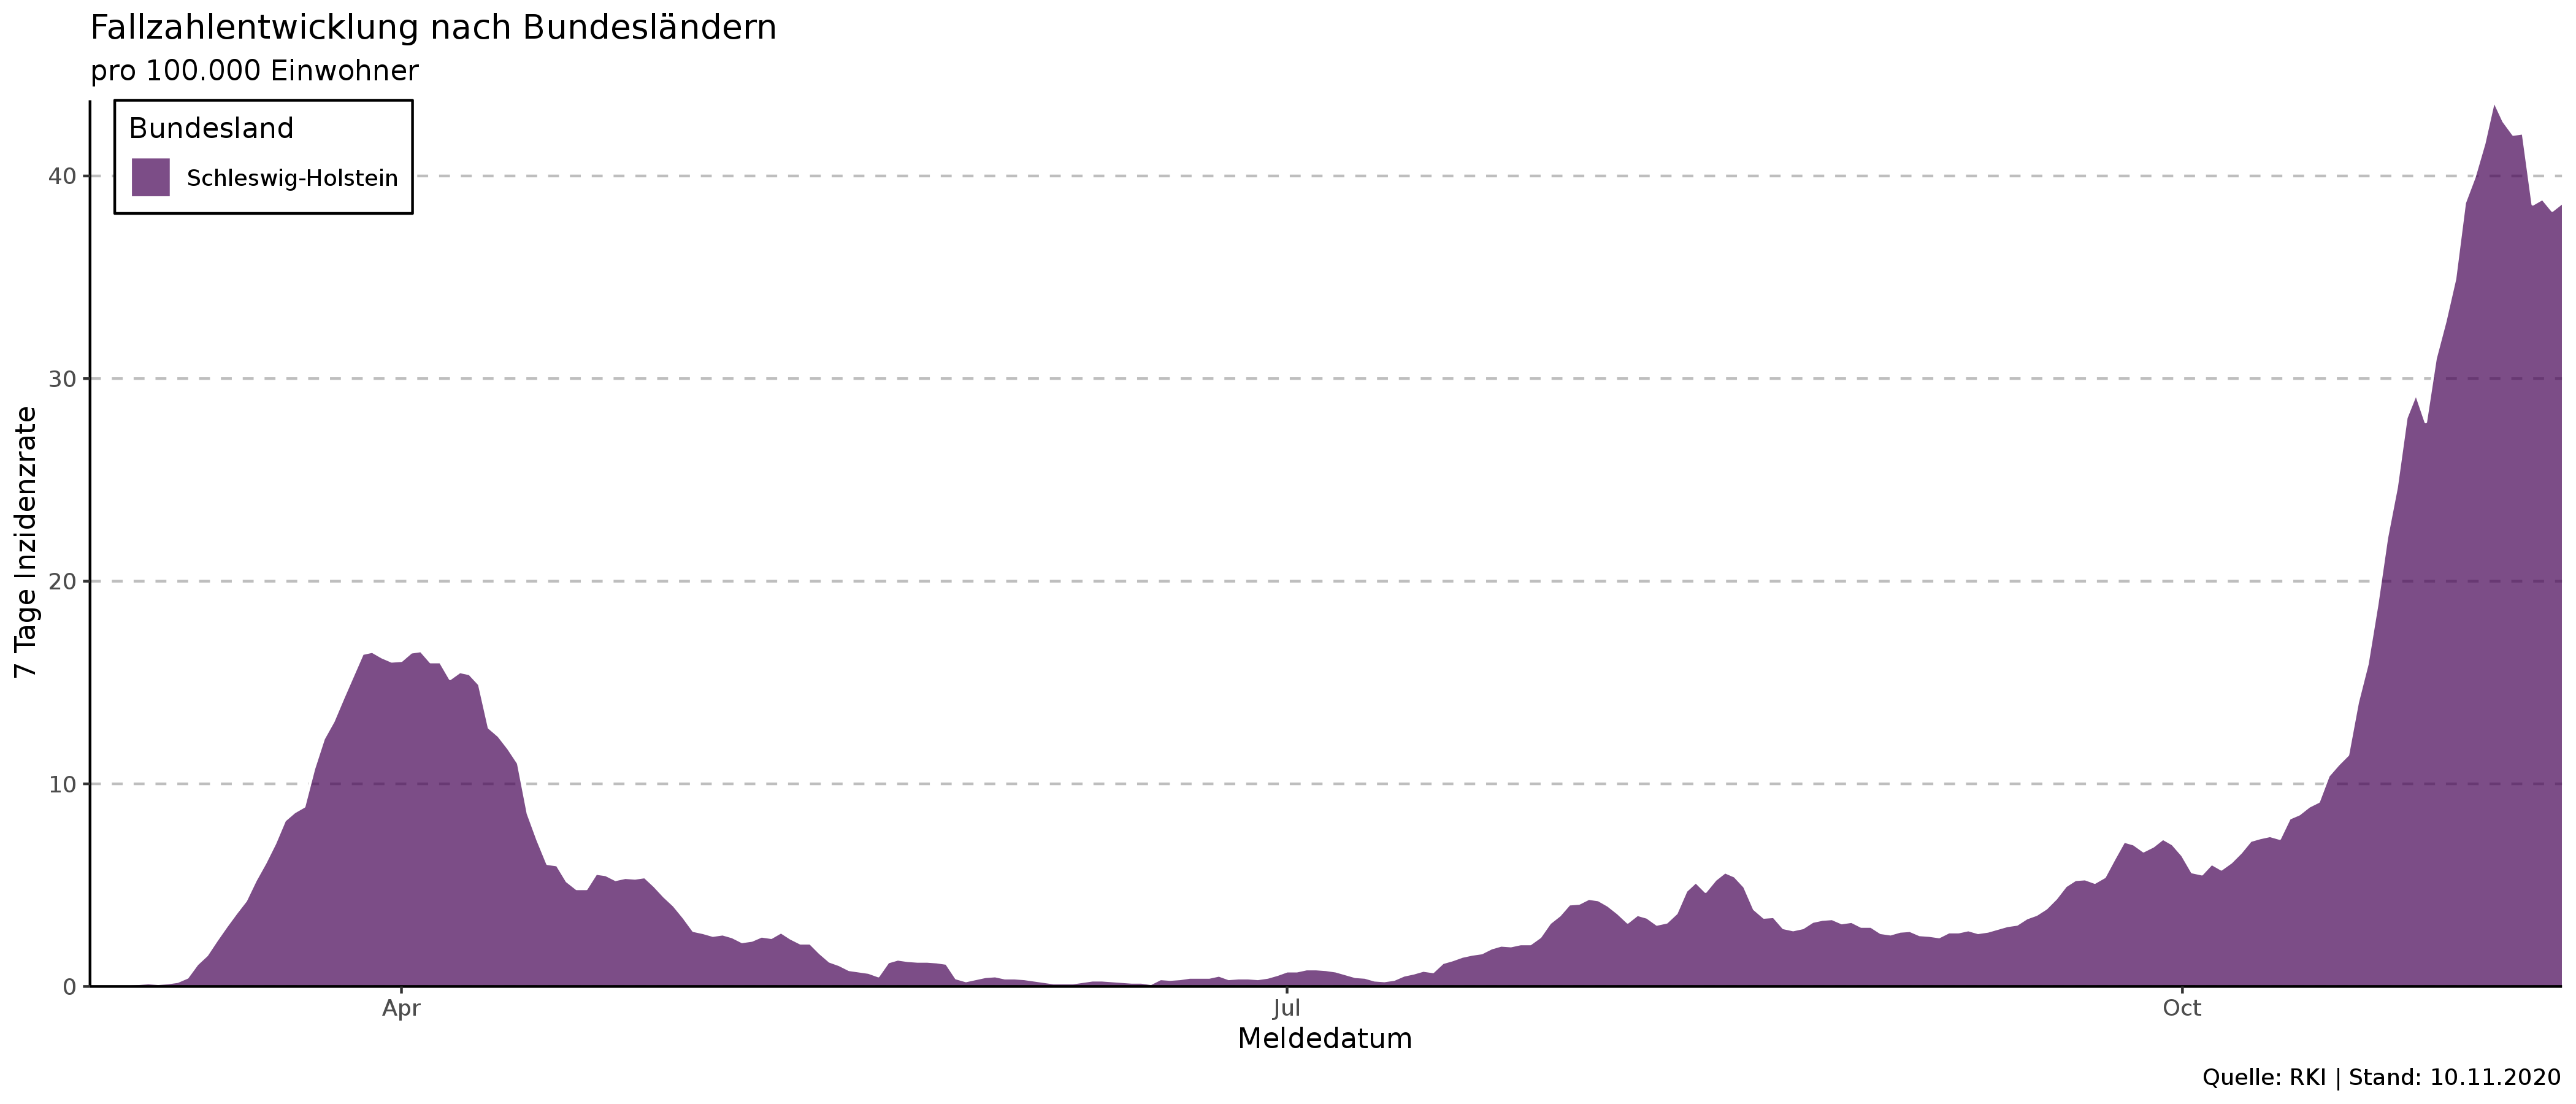 Fallzahlentwicklung nach Bundesländern
pro 100.000 Einwohner
Bundesland
Schleswig-Holstein
7 Tage Inzidenzrate
40
30
20
10
0
Apr
Jul
Oct
Meldedatum
Quelle: RKI | Stand: 10.11.2020